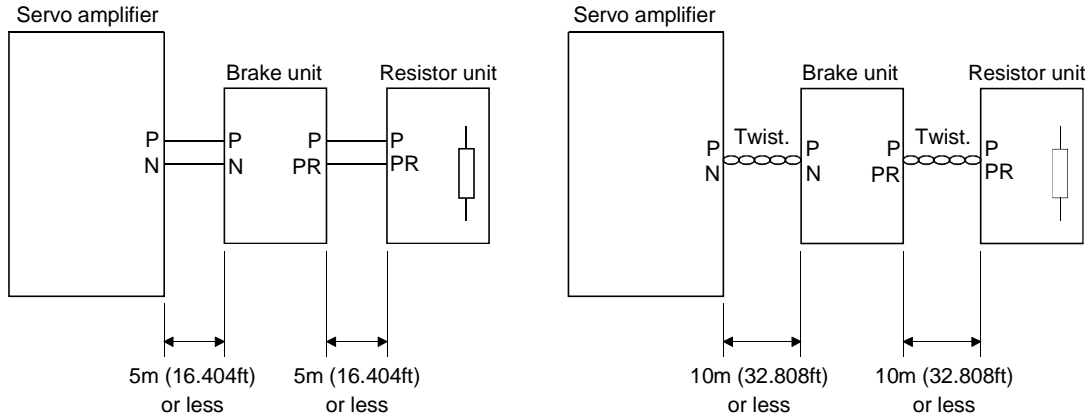 Servo amplifier
Brake unit
Resistor unit
P
P
P
P
N
N
PR
PR
5m (16.404ft)
or less
5m (16.404ft)
or less
Servo amplifier
Brake unit
Resistor unit
P
Twist.
P
P
Twist.
P
N
N
PR
PR
10m (32.808ft)
or less
10m (32.808ft)
or less